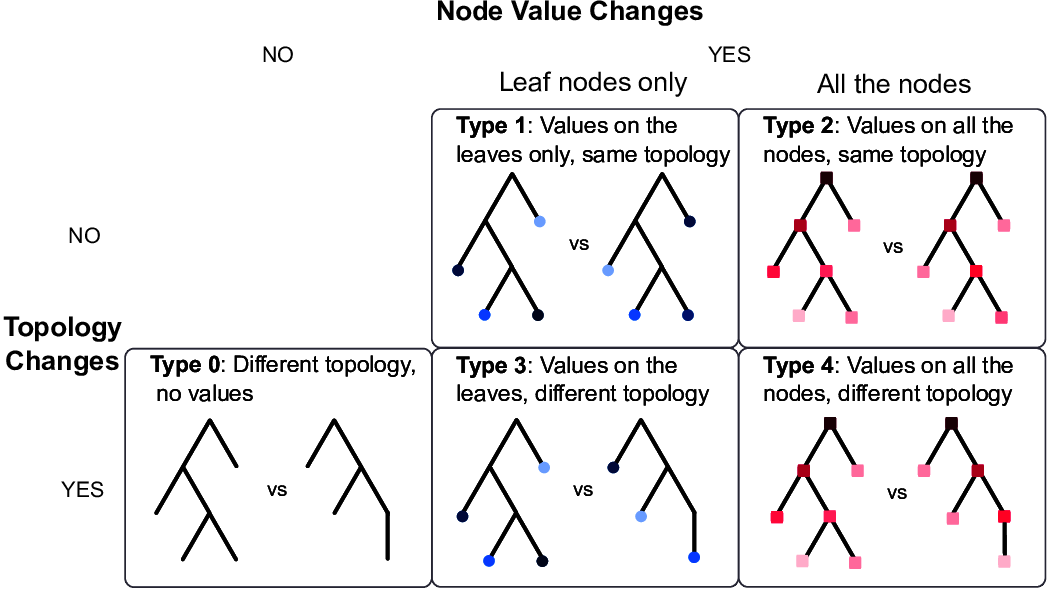 Node Value Changes
NO
YES
Leaf nodes only
All the nodes
Type 1: Values on the
leaves only, same topology
vs
Type 2: Values on all the
nodes, same topology
vs
NO
Topology
Changes
Type 0: Different topology,
no values
vs
Type 3: Values on the
leaves, different topology
vs
Type 4: Values on all the
nodes, different topology
vs
YES